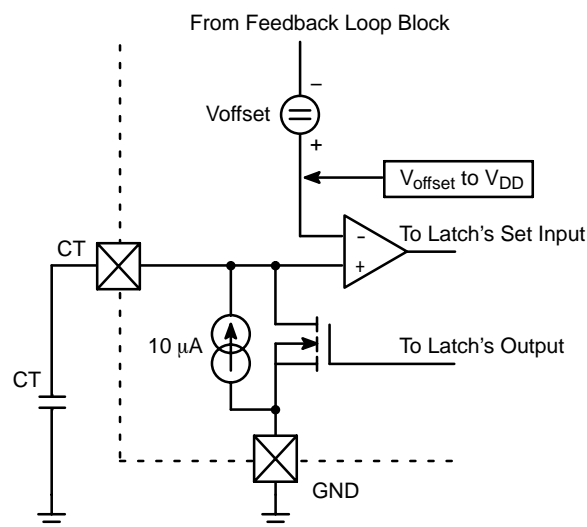 From Feedback Loop Block
−
Voffset
+
Voffset to VDD
−
To Latch's Set Input
CT
+
10 µA
To Latch's Output
CT
GND